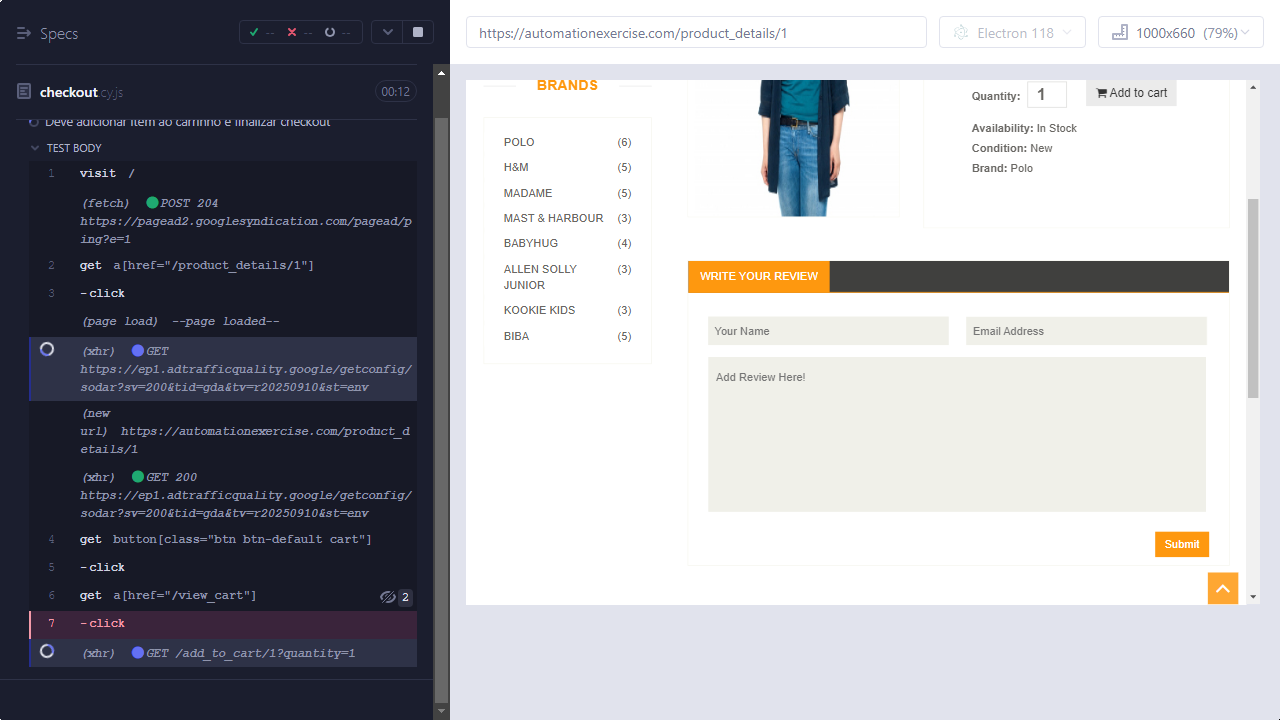 Specs
--
--
--
checkout.cy.js
00:12
Deve adicionar item ao carrinho e finalizar checkout
TEST BODY
1 visit /
(fetch) POST 204
https://pagead2.googlesyndication.com/pagead/p
ing?e=1
2 get a[href="/product_details/1"]
3 -click
(page load) --page loaded--
(xhr) GET
https://ep1.adtrafficquality.google/getconfig/
sodar?sv=200&tid=gda&tv=r20250910&st=env
(new
url) https://automationexercise.com/product_d
etails/1
(xhr) GET 200
https://ep1.adtrafficquality.google/getconfig/
sodar?sv=200&tid=gda&tv=r20250910&st=env
4 get button[class="btn btn-default cart"]
5 -click
6 get a[href="/view_cart"] 2
7 -click
(xhr) GET /add_to_cart/1?quantity=1
https://automationexercise.com/product_details/1
Electron 118
1000x660 (79%)
BRANDS
POLO (6)
H&M (5)
MADAME (5)
MAST & HARBOUR (3)
BABYHUG (4)
ALLEN SOLLY (3)
JUNIOR
KOOKIE KIDS (3)
BIBA (5)
Quantity: 1 Add to cart
Availability: In Stock
Condition: New
Brand: Polo
WRITE YOUR REVIEW
Your Name
Email Address
Add Review Here!
Submit